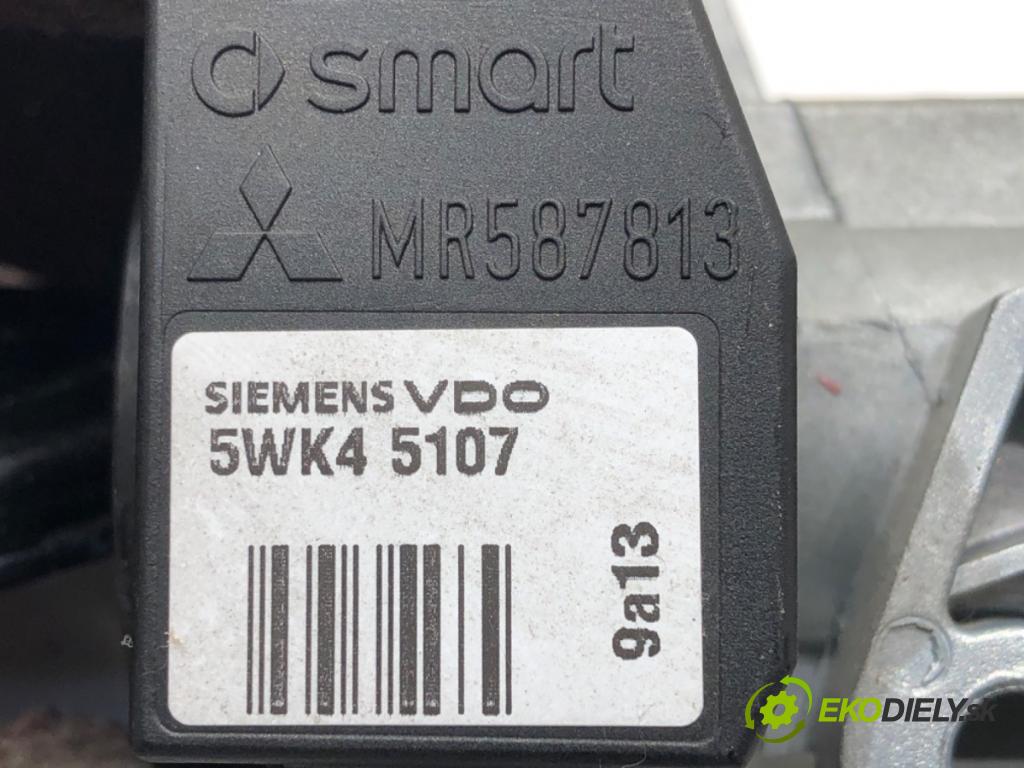 smart
MR587813
SIEMENS VDO
5WK4 5107
9a13
EKODIELY.sk